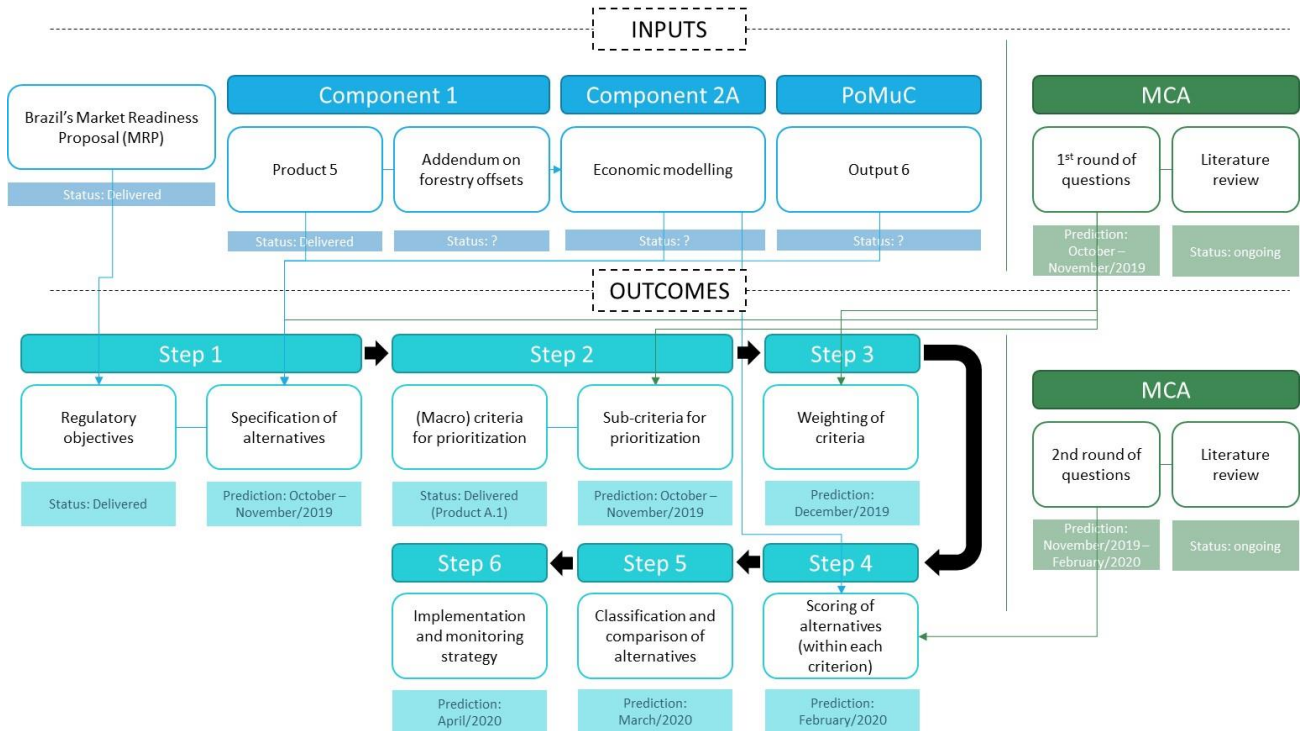 INPUTS
Component 1
Component 2A
PoMuC
MCA
Brazil's Market Readiness
Proposal (MRP)
Product 5
Addendum on
forestry offsets
Economic modelling
Output 6
1st round of
questions
Literature
review
Status: Delivered
Status: Delivered
Status: ?
Status: ?
Status: ?
Prediction:
October –
November/2019
Status: ongoing
OUTCOMES
Step 1
Step 2
Step 3
MCA
Regulatory
objectives
Specification of
alternatives
(Macro) criteria
for prioritization
Sub-criteria for
prioritization
Weighting of
criteria
2nd round of
questions
Literature
review
Status: Delivered
Prediction: October –
November/2019
Status: Delivered
(Product A.1)
Prediction: October –
November/2019
Prediction:
December/2019
Prediction:
November/2019–
February/2020
Status: ongoing
Step 6
Step 5
Step 4
Implementation
and monitoring
strategy
Classification and
comparison of
alternatives
Scoring of
alternatives
(within each
criterion)
Prediction:
April/2020
Prediction:
March/2020
Prediction:
February/2020